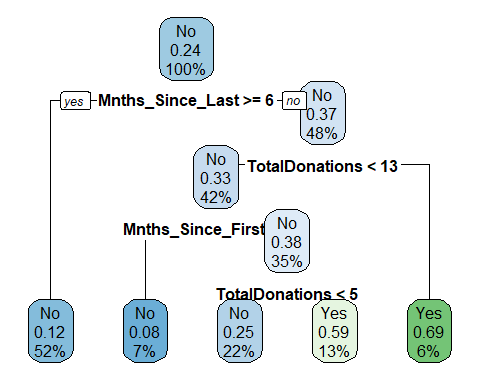 No
0.24
100%
yes Mnths_Since_Last >= 6 no
No
0.37
48%
No
0.33
42%
TotalDonations < 13
Mnths_Since_First
No
0.38
35%
TotalDonations < 5
No
0.12
52%
No
0.08
7%
No
0.25
22%
Yes
0.59
13%
Yes
0.69
6%